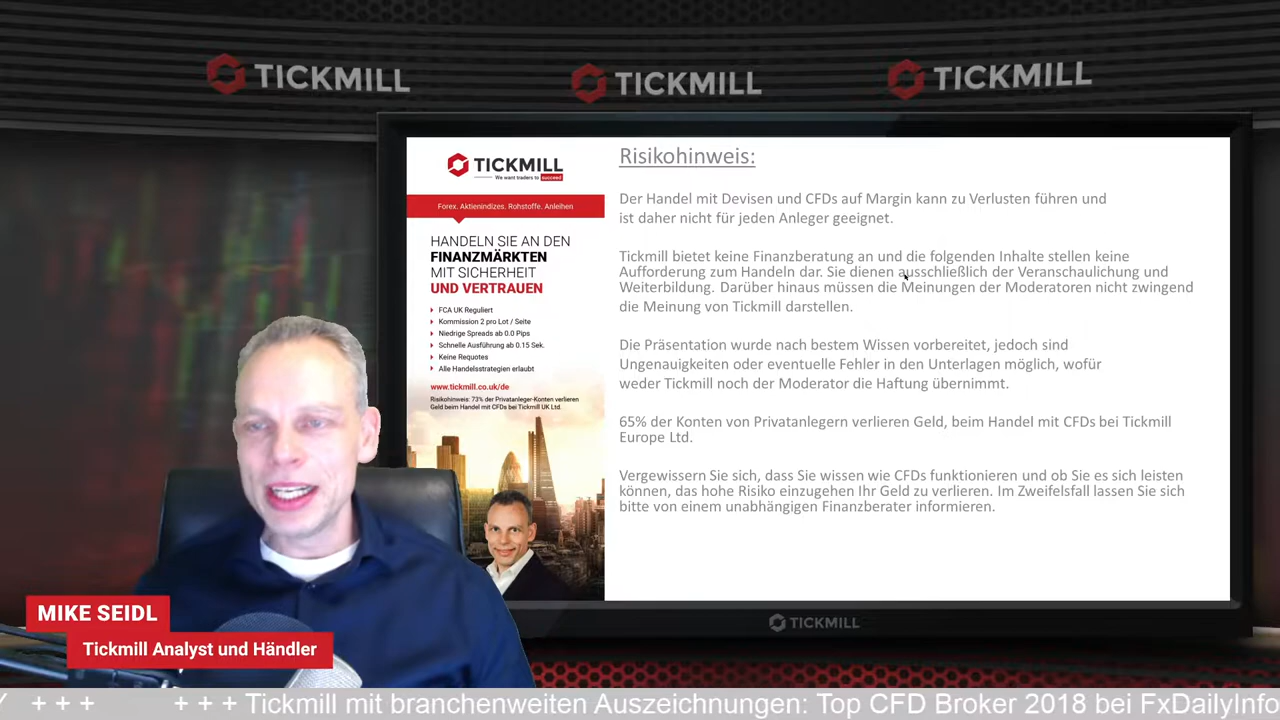 TICKMILL
TICKMILL
TICKMILL
TICKMILL
We want traders to succeed
Forex. Aktienindizes. Rohstoffe. Anleihen
HANDELN SIE AN DEN
FINANZMÄRKTEN
MIT SICHERHEIT
UND VERTRAUEN
FCA UK Reguliert
Kommission 2 pro Lot / Seite
Niedrige Spreads ab 0.0 Pips
Schnelle Ausführung ab 0.15 Sek.
Keine Requotes
Alle Handelsstrategien erlaubt
www.tickmill.co.uk/de
Risikohinweis: 73% der Privatanleger-Konten verlieren
Geld beim Handel mit CFDs bei Tickmill UK Ltd.
Risikohinweis:
Der Handel mit Devisen und CFDs auf Margin kann zu Verlusten führen und
ist daher nicht für jeden Anleger geeignet.
Tickmill bietet keine Finanzberatung an und die folgenden Inhalte stellen keine
Aufforderung zum Handeln dar. Sie dienen ausschließlich der Veranschaulichung und
Weiterbildung. Darüber hinaus müssen die Meinungen der Moderatoren nicht zwingend
die Meinung von Tickmill darstellen.
Die Präsentation wurde nach bestem Wissen vorbereitet, jedoch sind
Ungenauigkeiten oder eventuelle Fehler in den Unterlagen möglich, wofür
weder Tickmill noch der Moderator die Haftung übernimmt.
65% der Konten von Privatanlegern verlieren Geld, beim Handel mit CFDs bei Tickmill
Europe Ltd.
Vergewissern Sie sich, dass Sie wissen wie CFDs funktionieren und ob Sie es sich leisten
können, das hohe Risiko einzugehen Ihr Geld zu verlieren. Im Zweifelsfall lassen Sie sich
bitte von einem unabhängigen Finanzberater informieren.
TICKMILL
MIKE SEIDL
Tickmill Analyst und Händler
+ + + + + + Tickmill mit branchenweiten Auszeichnungen: Top CFD Broker 2018 bei FxDailyInfo